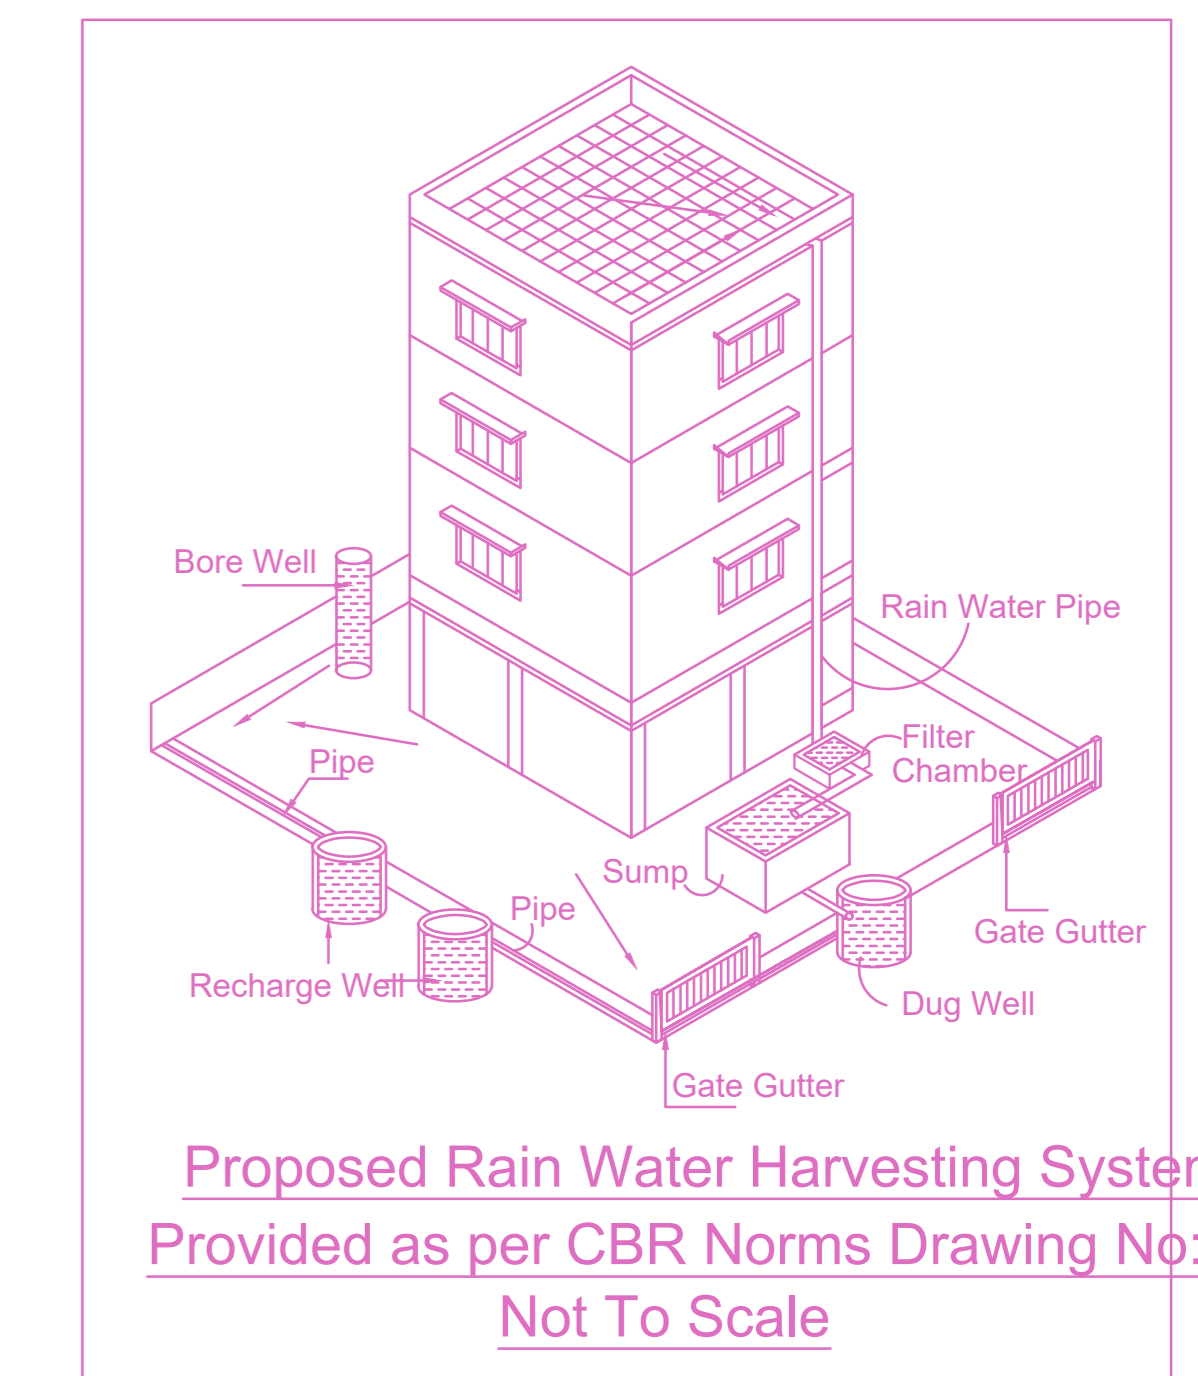 Bore Well
Rain Water Pipe
Filter
Chamber
Pipe
Sump
Pipe
Gate Gutter
Recharge Well
Dug Well
Gate Gutter
Proposed Rain Water Harvesting
Provided as per CBR Norms Drawing No:
Not To Scale